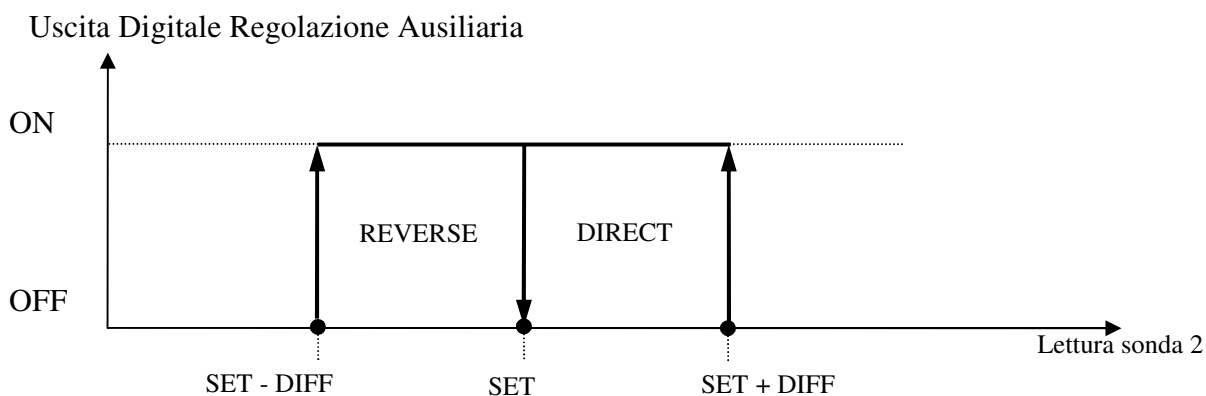 Uscita Digitale Regolazione Ausiliaria
ON
REVERSE DIRECT
OFF
Lettura sonda 2
SET - DIFF SET SET + DIFF